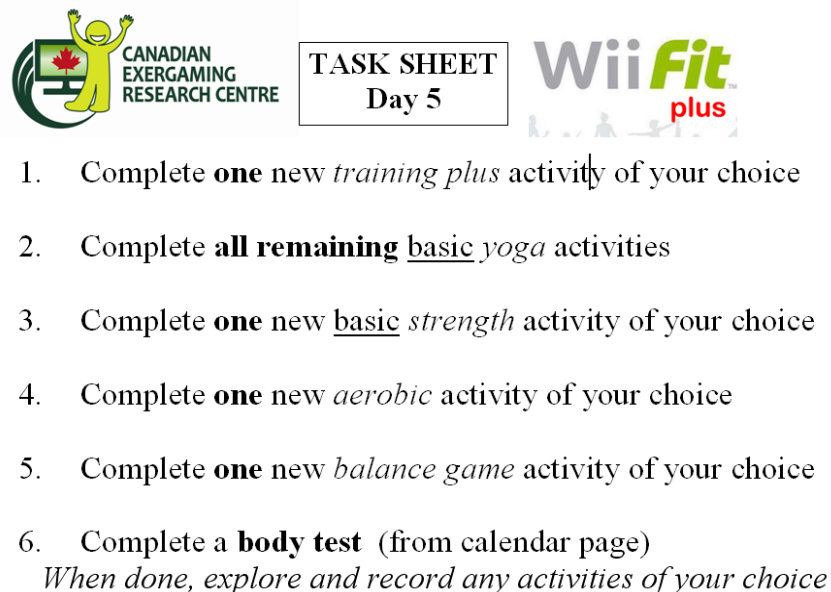 CANADIAN
EXERGAMING
RESEARCH CENTRE
TASK SHEET
Day 5
Wii Fit™
plus
1. Complete one new training plus activity of your choice
2. Complete all remaining basic yoga activities
3. Complete one new basic strength activity of your choice
4. Complete one new aerobic activity of your choice
5. Complete one new balance game activity of your choice
6. Complete a body test (from calendar page)
When done, explore and record any activities of your choice